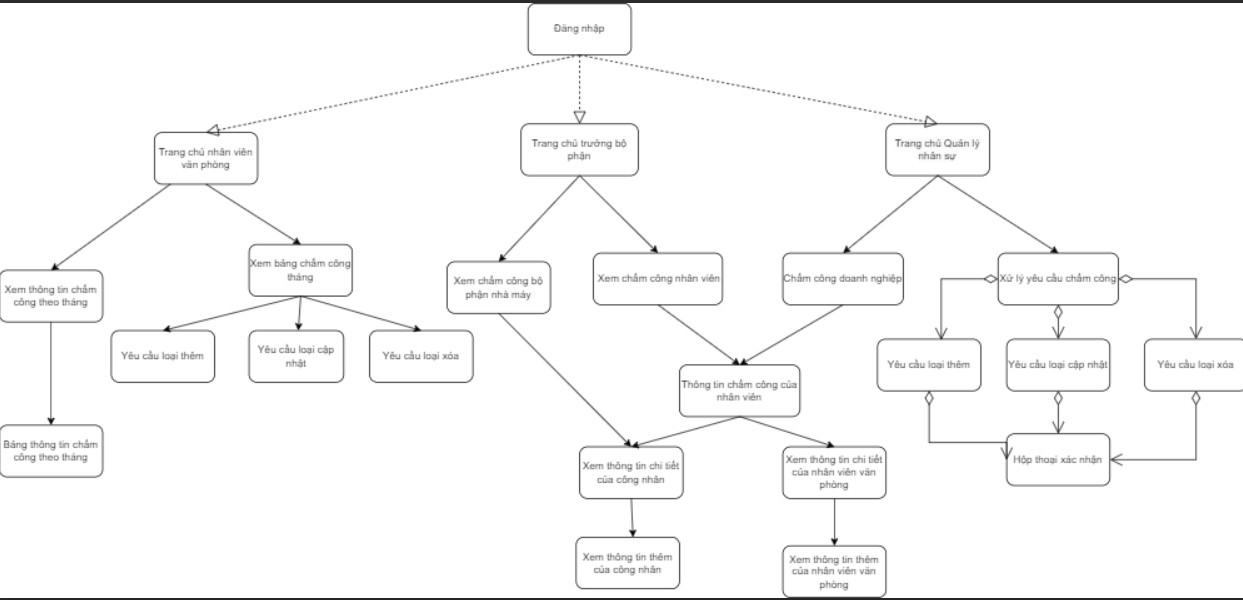 Đăng nhập
Trang chủ nhân viên
văn phòng
Trang chủ trưởng bộ
phận
Trang chủ Quản lý
nhân sự
Xem thông tin chấm
công theo tháng
Xem bảng chấm công
tháng
Xem chấm công bộ
phận nhà máy
Xem chấm công nhân viên
Chấm công doanh nghiệp
Xử lý yêu cầu chấm công
Yêu cầu loại thêm
Yêu cầu loại cập
nhật
Yêu cầu loại xóa
Yêu cầu loại thêm
Yêu cầu loại cập nhật
Yêu cầu loại xóa
Thông tin chấm công của
nhân viên
Bảng thông tin chấm
công theo tháng
Xem thông tin chi tiết
của công nhân
Xem thông tin chi tiết
của nhân viên văn
phòng
Hộp thoại xác nhận
Xem thông tin thêm
của công nhân
Xem thông tin thêm
của nhân viên văn
phòng